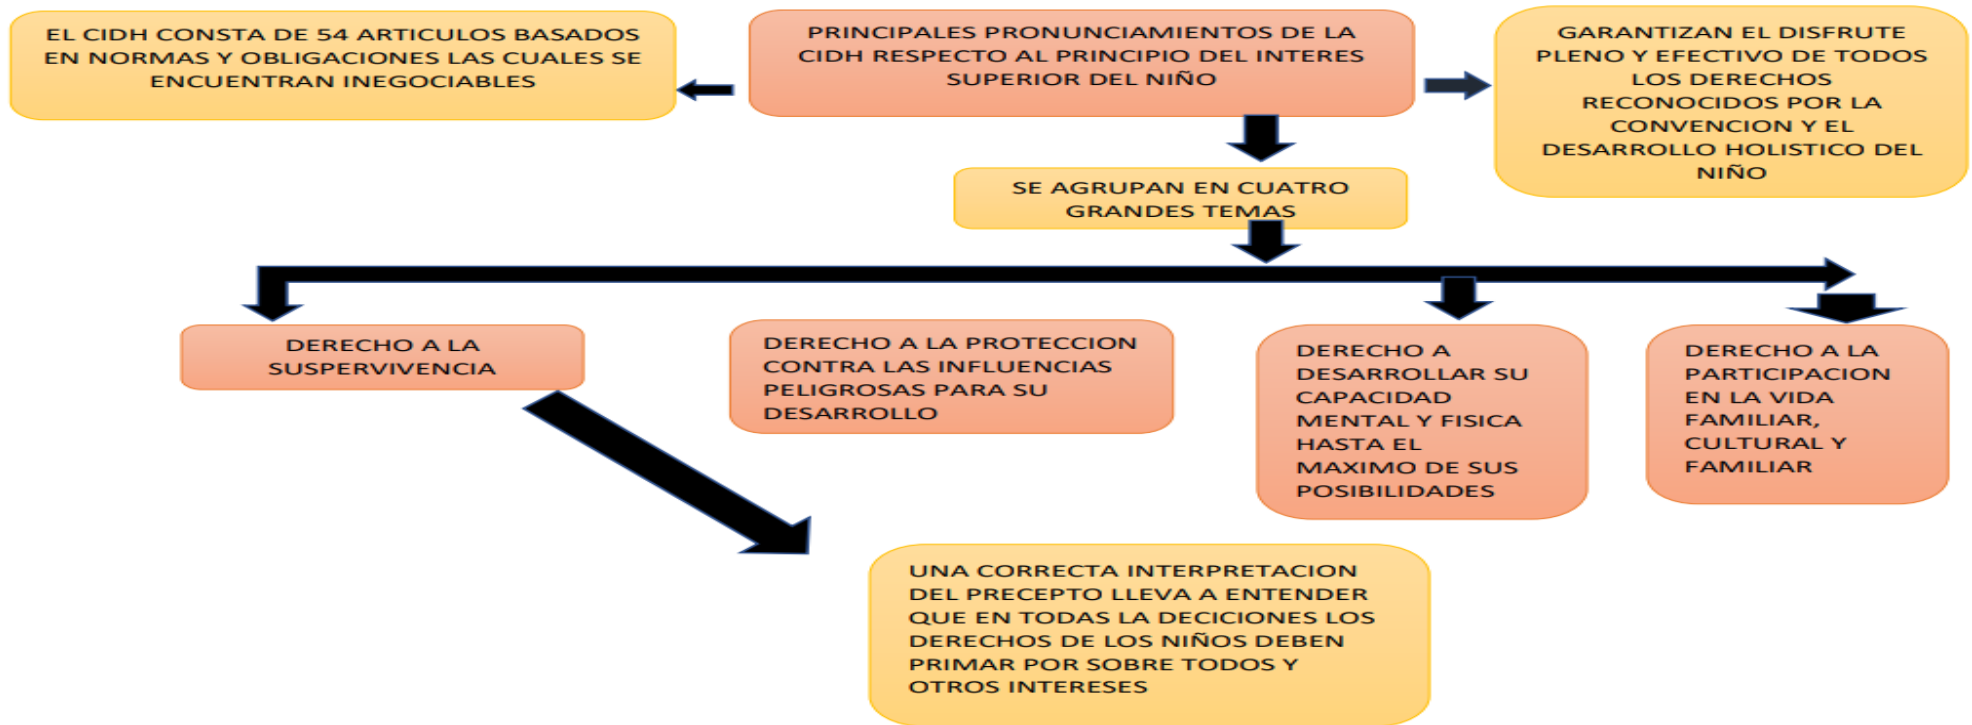 EL CIDH CONSTA DE 54 ARTICULOS BASADOS
EN NORMAS Y OBLIGACIONES LAS CUALES SE
ENCUENTRAN INEGOCIABLES
PRINCIPALES PRONUNCIAMIENTOS DE LA
CIDH RESPECTO AL PRINCIPIO DEL INTERES
SUPERIOR DEL NIÑO
GARANTIZAN EL DISFRUTE
PLENO Y EFECTIVO DE TODOS
LOS DERECHOS
RECONOCIDOS POR LA
CONVENCION Y EL
DESARROLLO HOLISTICO DEL
NIÑO
SE AGRUPAN EN CUATRO
GRANDES TEMAS
DERECHO A LA
SUSPERVIVENCIA
DERECHO A LA PROTECCION
CONTRA LAS INFLUENCIAS
PELIGROSAS PARA SU
DESARROLLO
DERECHO A
DESARROLLAR SU
CAPACIDAD
MENTAL Y FISICA
HASTA EL
MAXIMO DE SUS
POSIBILIDADES
DERECHO A LA
PARTICIPACION
EN LA VIDA
FAMILIAR,
CULTURAL Y
FAMILIAR
UNA CORRECTA INTERPRETACION
DEL PRECEPTO LLEVA A ENTENDER
QUE EN TODAS LA DECICIONES LOS
DERECHOS DE LOS NIÑOS DEBEN
PRIMAR POR SOBRE TODOS Y
OTROS INTERESES